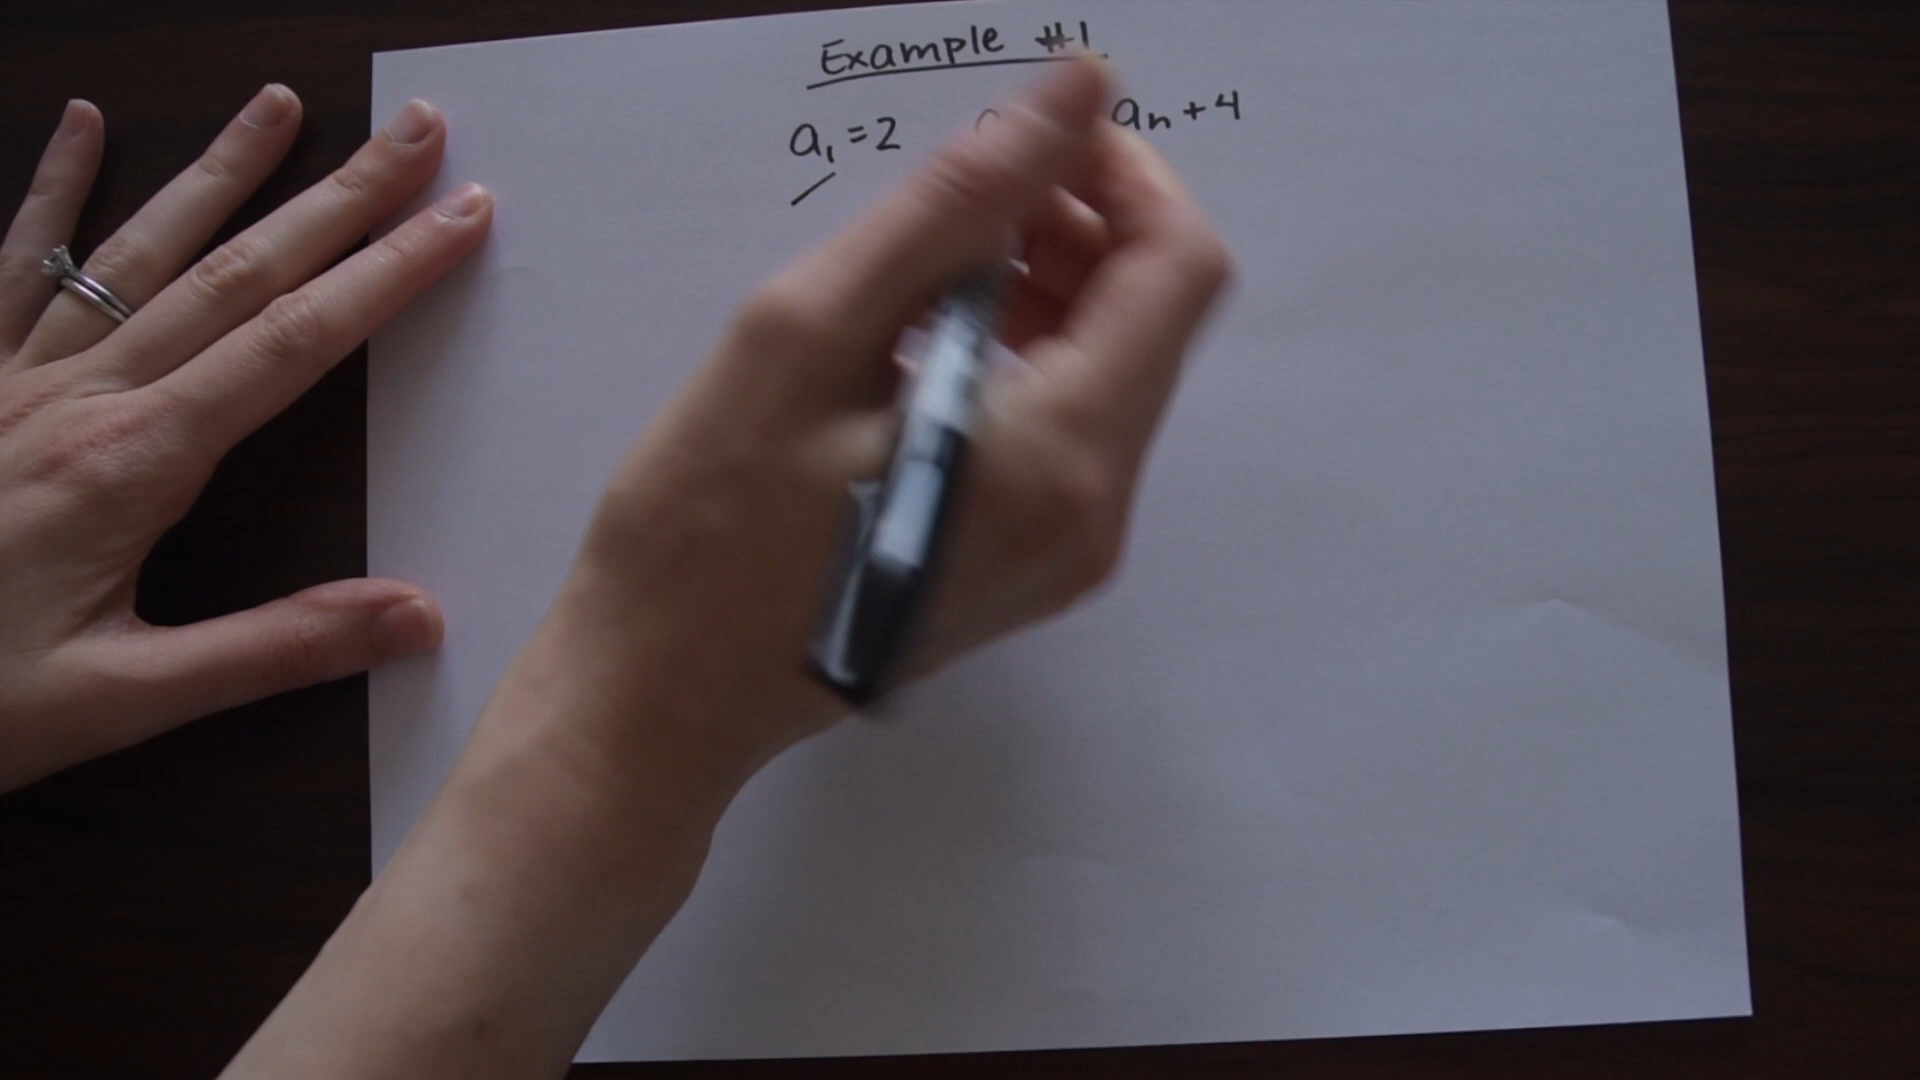 Example #1
a₁ = 2 aₙ + 4